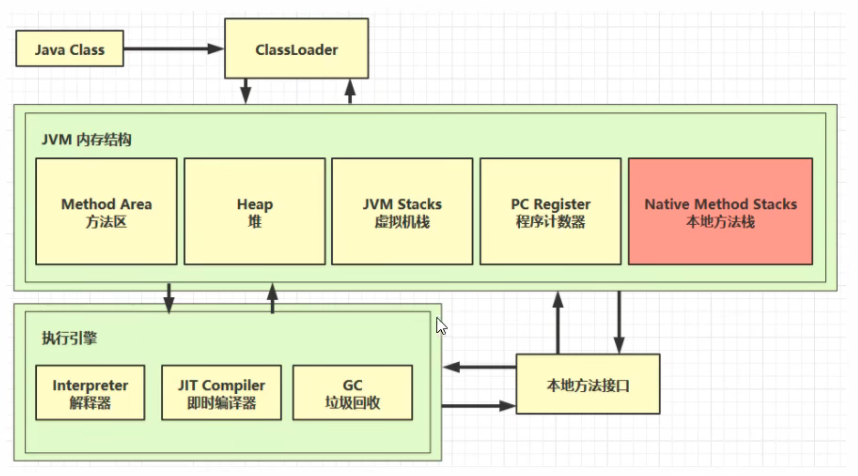 Java Class
ClassLoader
JVM 内存结构
Method Area
方法区
Heap
堆
JVM Stacks
虚拟机栈
PC Register
程序计数器
Native Method Stacks
本地方法栈
执行引擎
Interpreter
解释器
JIT Compiler
即时编译器
GC
垃圾回收
本地方法接口